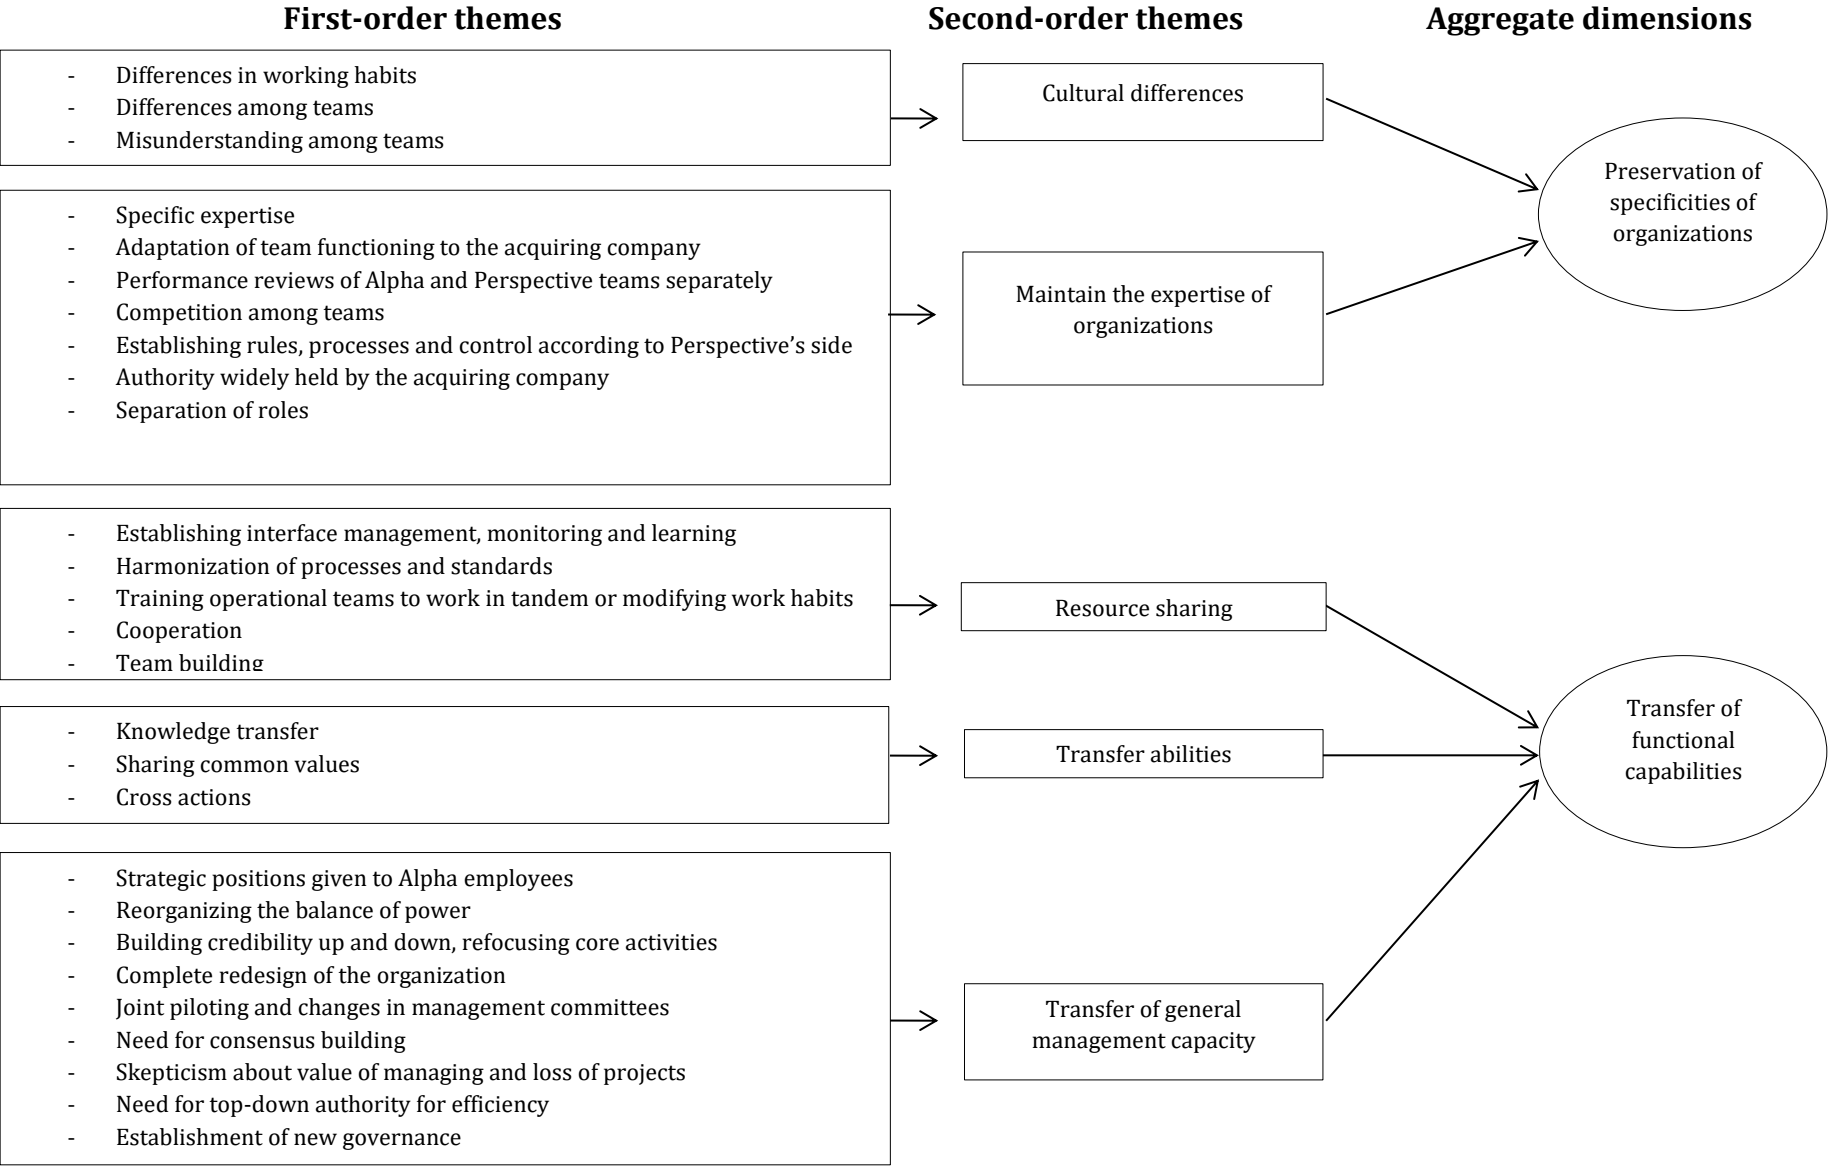 First-order themes
Second-order themes
Aggregate dimensions
- Differences in working habits
- Differences among teams
- Misunderstanding among teams
Cultural differences
- Specific expertise
- Adaptation of team functioning to the acquiring company
- Performance reviews of Alpha and Perspective teams separately
- Competition among teams
- Establishing rules, processes and control according to Perspective’s side
- Authority widely held by the acquiring company
- Separation of roles
Maintain the expertise of
organizations
Preservation of
specificities of
organizations
- Establishing interface management, monitoring and learning
- Harmonization of processes and standards
- Training operational teams to work in tandem or modifying work habits
- Cooperation
- Team building
Resource sharing
- Knowledge transfer
- Sharing common values
- Cross actions
Transfer abilities
- Strategic positions given to Alpha employees
- Reorganizing the balance of power
- Building credibility up and down, refocusing core activities
- Complete redesign of the organization
- Joint piloting and changes in management committees
- Need for consensus building
- Skepticism about value of managing and loss of projects
- Need for top-down authority for efficiency
- Establishment of new governance
Transfer of general
management capacity
Transfer of
functional
capabilities